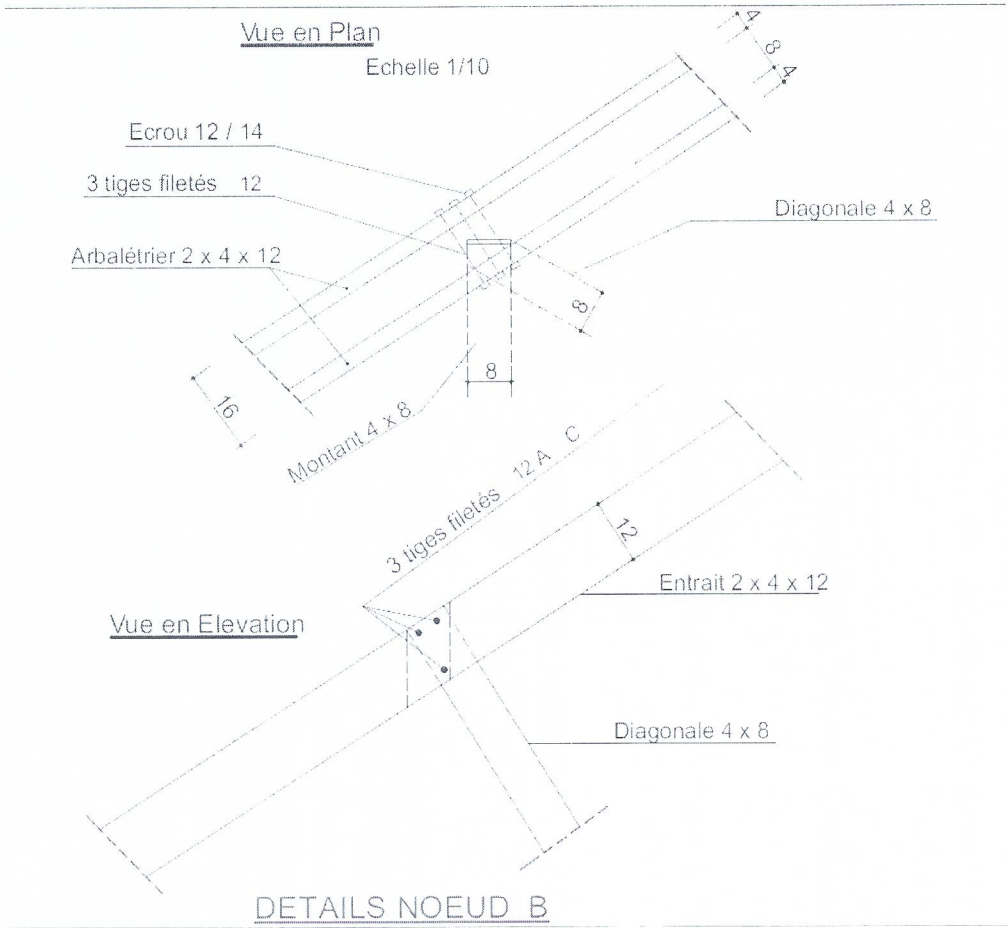 Vue en Plan
Echelle 1/10
4
8
4
Ecrou 12 / 14
3 tiges filetés 12
Diagonale 4 x 8
Arbalétrier 2 x 4 x 12
8
8
16
Montant 4 x 8
3 tiges filetés 12 A C
12
Entrait 2 x 4 x 12
Vue en Elevation
Diagonale 4 x 8
DETAILS NOEUD B